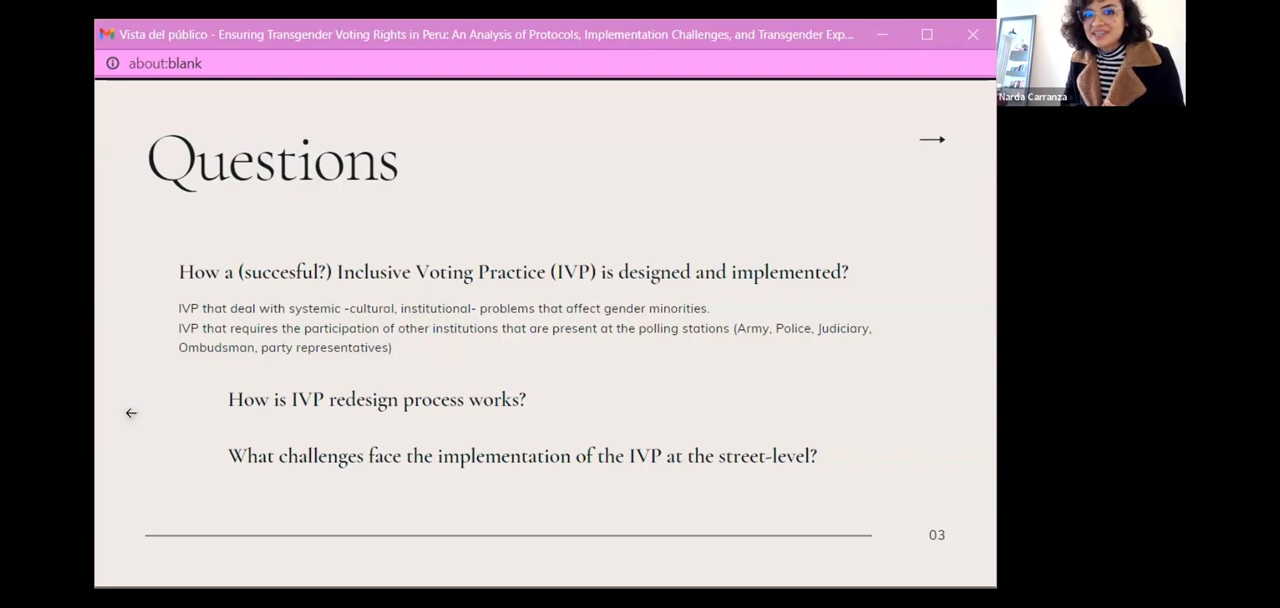 Vista del público - Ensuring Transgender Voting Rights in Peru: An Analysis of Protocols, Implementation Challenges, and Transgender Exp...
about:blank
Narda Carranza
Questions
How a (succesful?) Inclusive Voting Practice (IVP) is designed and implemented?
IVP that deal with systemic -cultural, institutional- problems that affect gender minorities.
IVP that requires the participation of other institutions that are present at the polling stations (Army, Police, Judiciary,
Ombudsman, party representatives)
How is IVP redesign process works?
What challenges face the implementation of the IVP at the street-level?
03